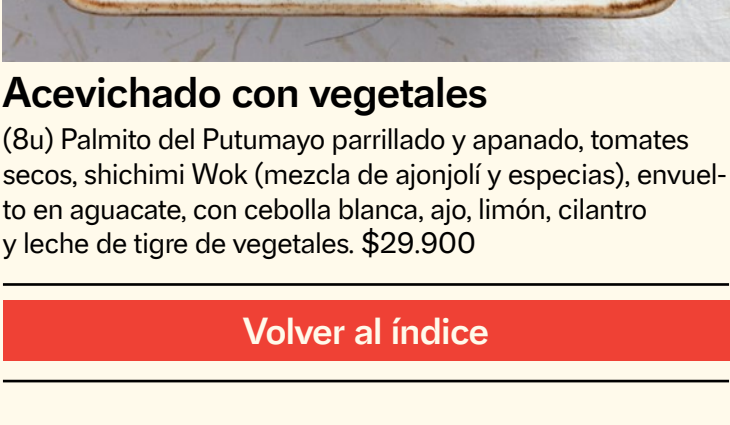 Acevichado con vegetales
(8u) Palmito del Putumayo parrillado y apanado, tomates
secos, shichimi Wok (mezcla de ajonjolí y especias), envuel-
to en aguacate, con cebolla blanca, ajo, limón, cilantro
y leche de tigre de vegetales. $29.900
Volver al índice